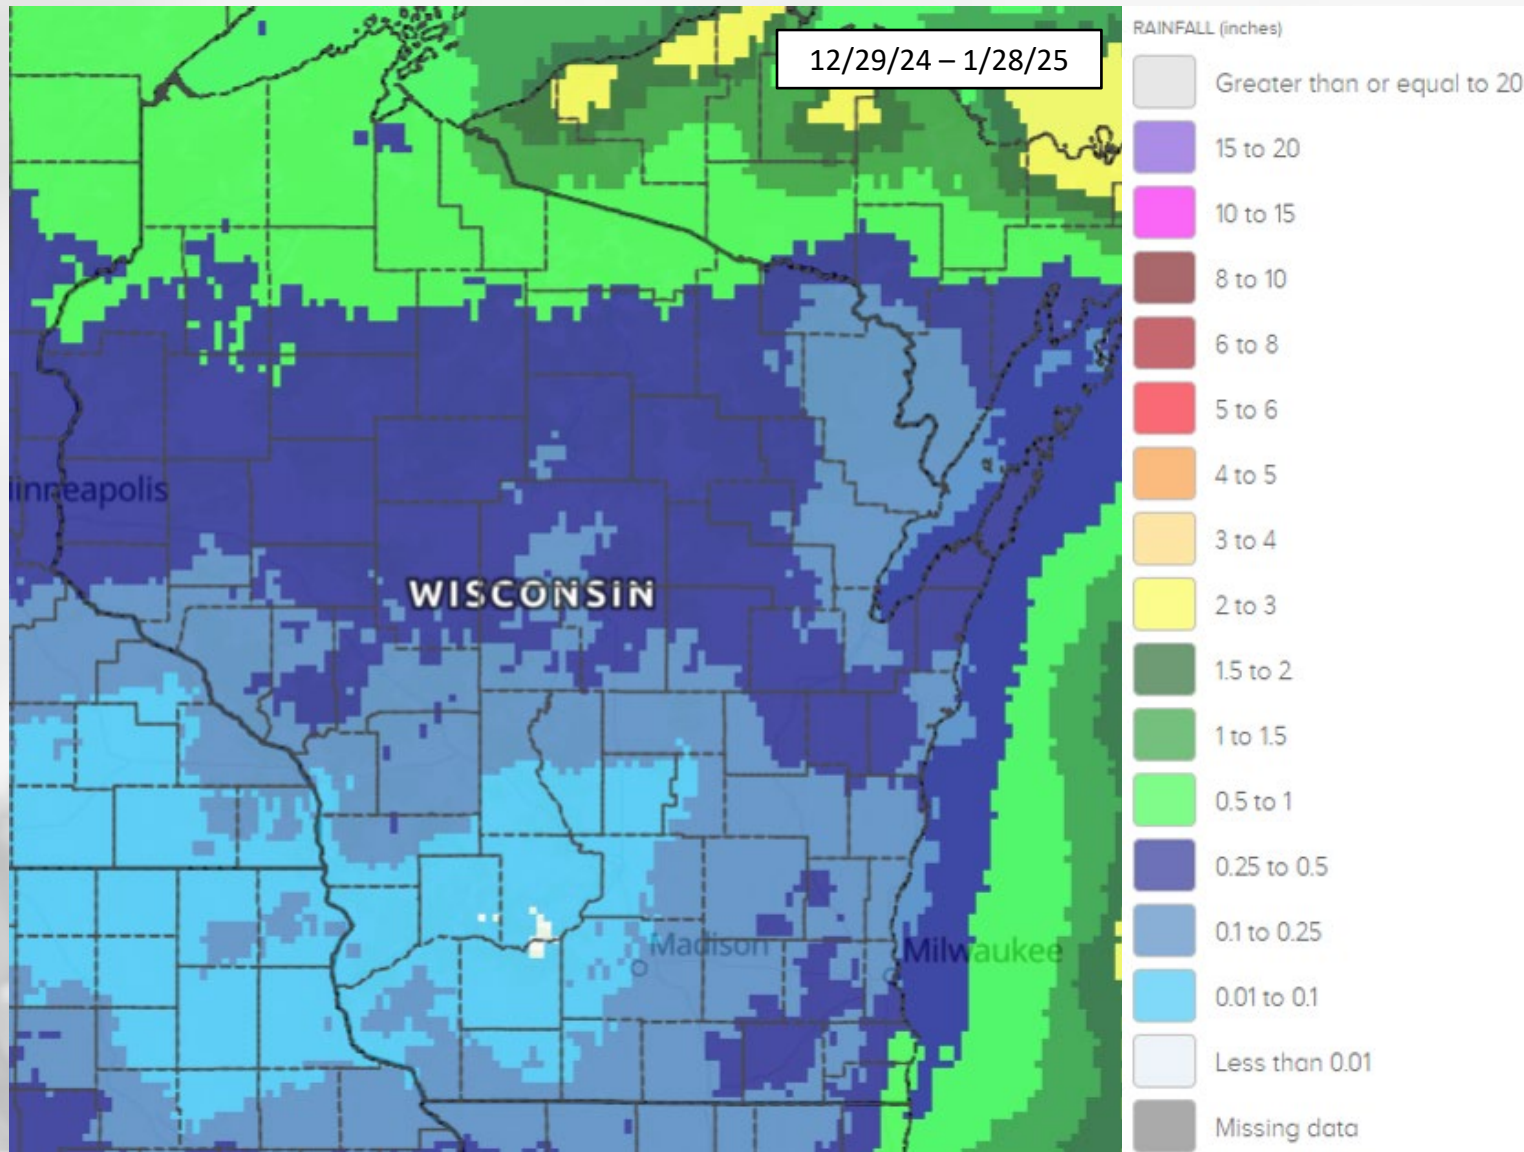 12/29/24 – 1/28/25
RAINFALL (inches)
Greater than or equal to 20
15 to 20
10 to 15
8 to 10
6 to 8
5 to 6
4 to 5
3 to 4
2 to 3
1.5 to 2
1 to 1.5
0.5 to 1
0.25 to 0.5
0.1 to 0.25
0.01 to 0.1
Less than 0.01
Missing data
inneapolis
WISCONSIN
Madison
Milwaukee